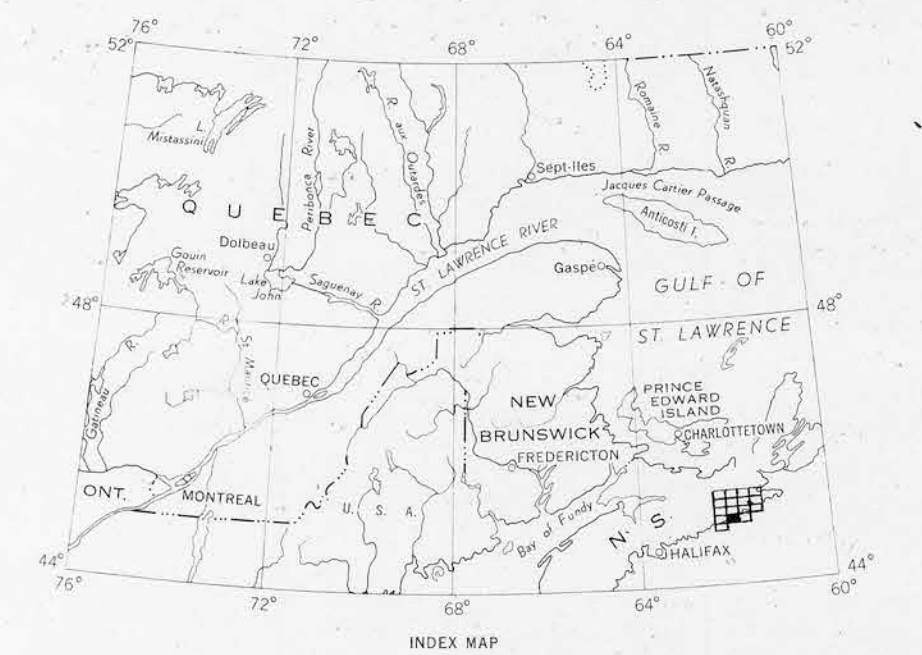 76°
72°
68°
64°
60°
52°
52°
L.
Mistassini
Peribonca River
R. aux Outardes
Romaine R.
Natashquan R.
Sept-Iles
Jacques Cartier Passage
Anticosti I.
QUEBEC
Dolbeau
Gouin
Reservoir
Lake
John
Saguenay R.
ST LAWRENCE RIVER
Gaspé
GULF OF
ST. LAWRENCE
48°
48°
Gatineau R.
St Maurice R.
QUEBEC
NEW
BRUNSWICK
FREDERICTON
PRINCE
EDWARD
ISLAND
CHARLOTTETOWN
ONT.
MONTREAL
U. S. A.
Bay of Fundy
N. S.
HALIFAX
44°
44°
76°
72°
68°
64°
60°
INDEX MAP